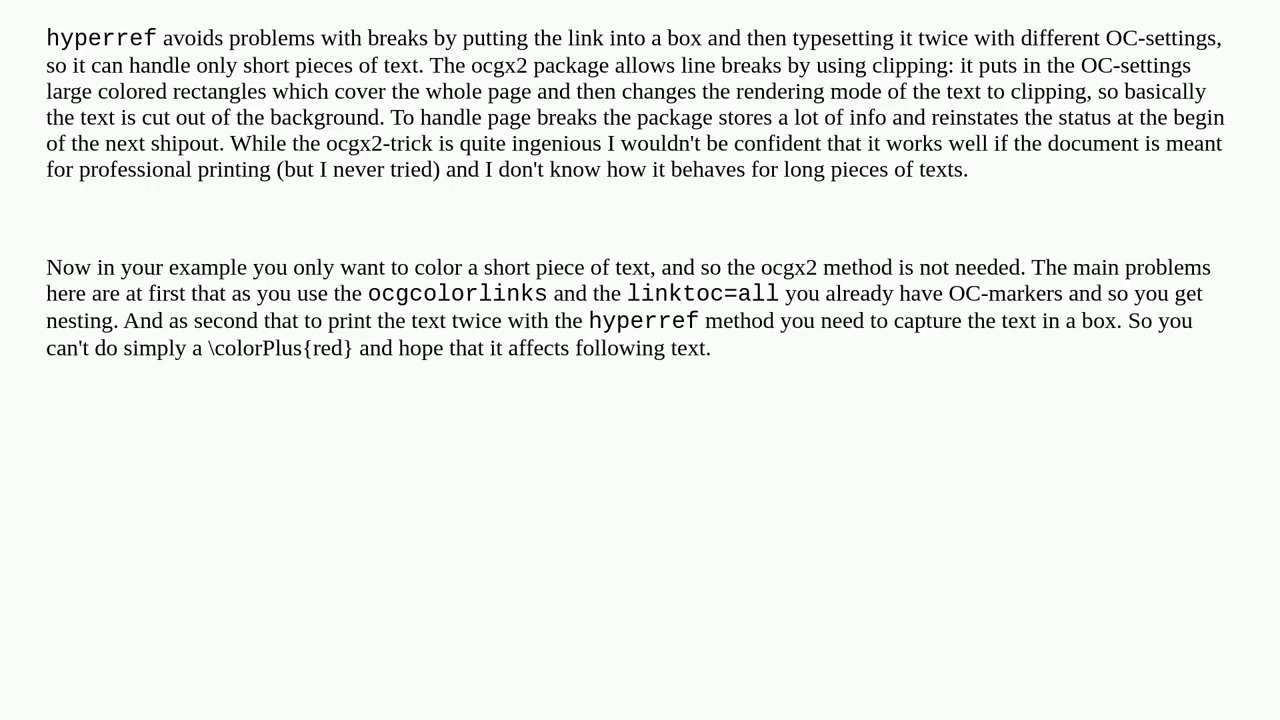 hyperref avoids problems with breaks by putting the link into a box and then typesetting it twice with different OC-settings,
so it can handle only short pieces of text. The ocgx2 package allows line breaks by using clipping: it puts in the OC-settings
large colored rectangles which cover the whole page and then changes the rendering mode of the text to clipping, so basically
the text is cut out of the background. To handle page breaks the package stores a lot of info and reinstates the status at the begin
of the next shipout. While the ocgx2-trick is quite ingenious I wouldn't be confident that it works well if the document is meant
for professional printing (but I never tried) and I don't know how it behaves for long pieces of texts.
Now in your example you only want to color a short piece of text, and so the ocgx2 method is not needed. The main problems
here are at first that as you use the ocgcolorlinks and the linktoc=all you already have OC-markers and so you get
nesting. And as second that to print the text twice with the hyperref method you need to capture the text in a box. So you
can't do simply a \colorPlus{red} and hope that it affects following text.